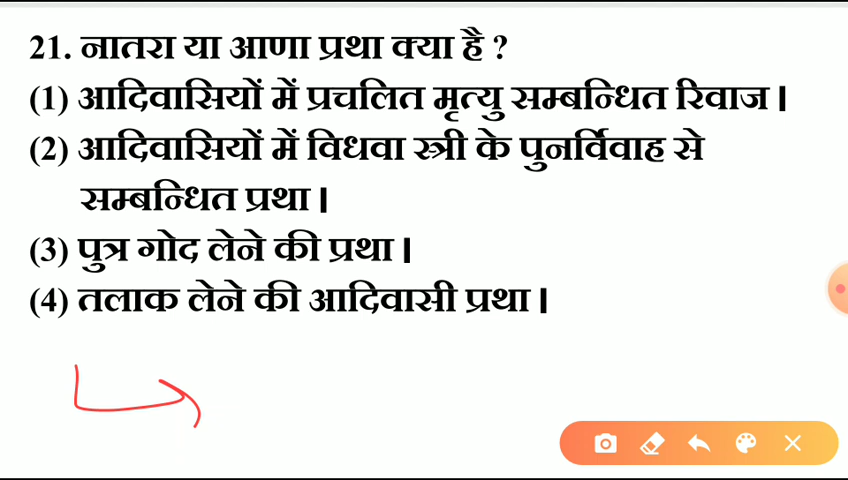 21. नातरा या आणा प्रथा क्या है ?
(1) आदिवासियों में प्रचलित मृत्यु सम्बन्धित रिवाज।
(2) आदिवासियों में विधवा स्त्री के पुनर्विवाह से
सम्बन्धित प्रथा।
(3) पुत्र गोद लेने की प्रथा।
(4) तलाक लेने की आदिवासी प्रथा।